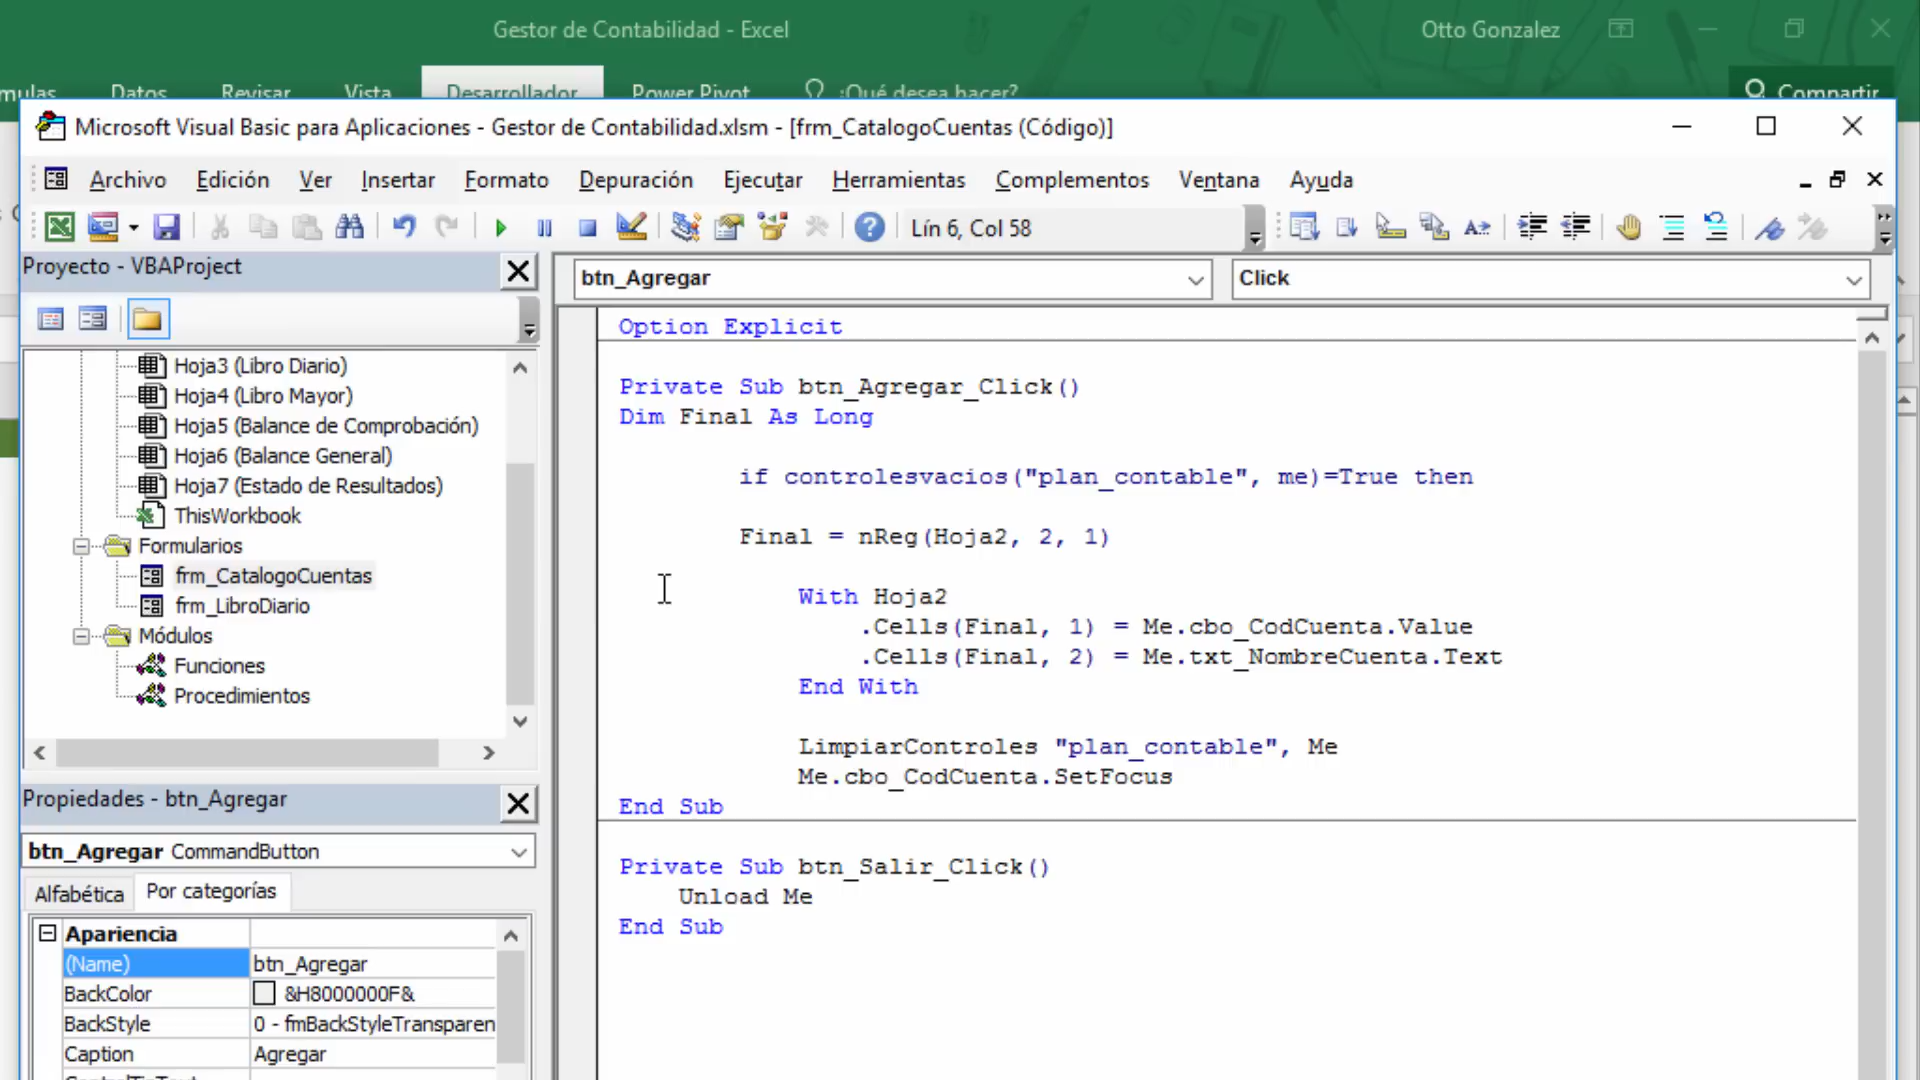 Gestor de Contabilidad - Excel
Otto Gonzalez
mulas
Datos
Revisar
Vista
Desarrollador
Power Pivot
¿Qué desea hacer?
Compartir
Microsoft Visual Basic para Aplicaciones - Gestor de Contabilidad.xlsm - [frm_CatalogoCuentas (Código)]
Archivo Edición Ver Insertar Formato Depuración Ejecutar Herramientas Complementos Ventana Ayuda
Lín 6, Col 58
Proyecto - VBAProject
Hoja3 (Libro Diario)
Hoja4 (Libro Mayor)
Hoja5 (Balance de Comprobación)
Hoja6 (Balance General)
Hoja7 (Estado de Resultados)
ThisWorkbook
Formularios
frm_CatalogoCuentas
frm_LibroDiario
Módulos
Funciones
Procedimientos
Propiedades - btn_Agregar
btn_Agregar CommandButton
Alfabética
Por categorías
Apariencia
(Name) btn_Agregar
BackColor &H8000000F&
BackStyle 0 - fmBackStyleTransparen
Caption Agregar
btn_Agregar
Click
Option Explicit
Private Sub btn_Agregar_Click()
Dim Final As Long
if controlesvacios("plan_contable", me)=True then
Final = nReg(Hoja2, 2, 1)
With Hoja2
.Cells(Final, 1) = Me.cbo_CodCuenta.Value
.Cells(Final, 2) = Me.txt_NombreCuenta.Text
End With
LimpiarControles "plan_contable", Me
Me.cbo_CodCuenta.SetFocus
End Sub
Private Sub btn_Salir_Click()
Unload Me
End Sub